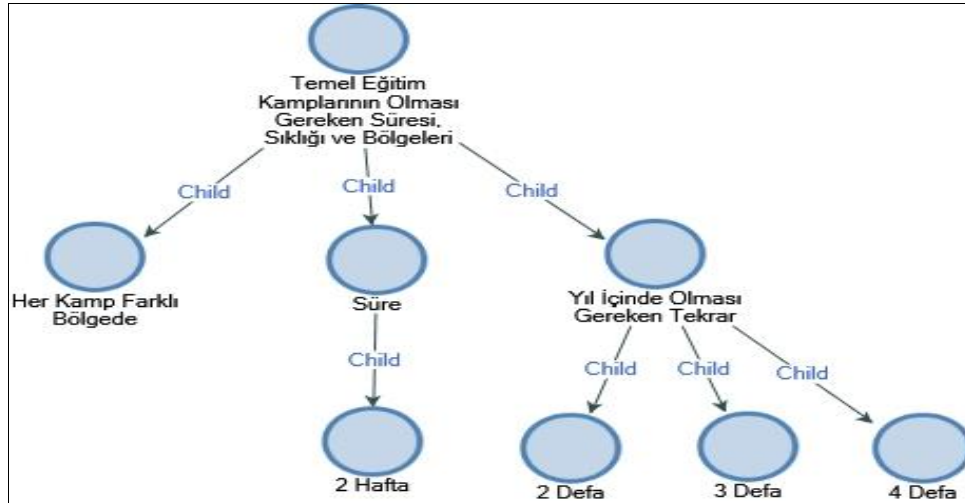 Temel Eğitim
Kamplarının Olması
Gereken Süresi,
Sıklığı ve Bölgeleri
Child
Child
Child
Her Kamp Farklı
Bölgede
Süre
Yıl İçinde Olması
Gereken Tekrar
Child
Child
Child
Child
2 Hafta
2 Defa
3 Defa
4 Defa